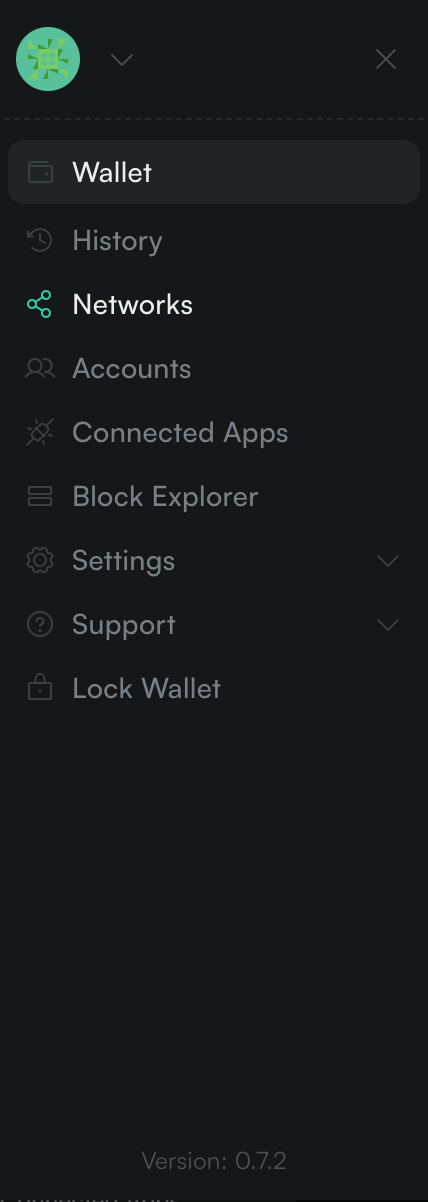 Wallet
History
Networks
Accounts
Connected Apps
Block Explorer
Settings
Support
Lock Wallet
Version: 0.7.2